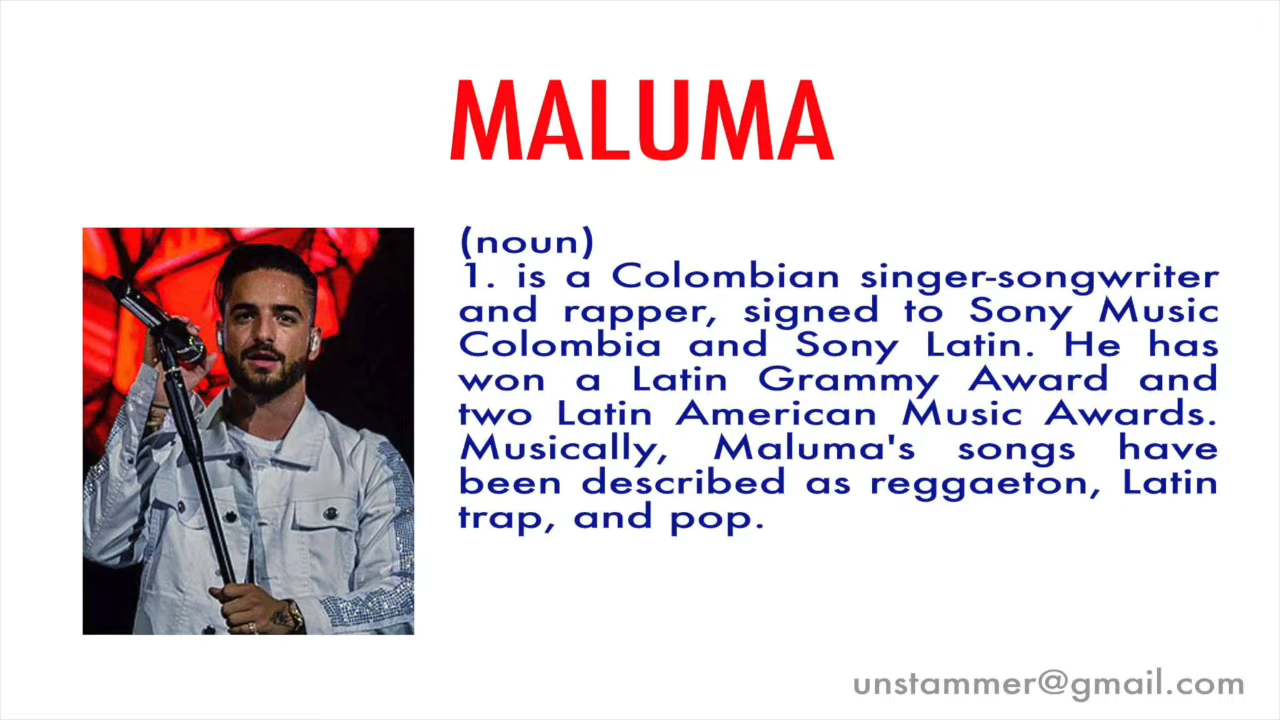 MALUMA
(noun)
1. is a Colombian singer-songwriter
and rapper, signed to Sony Music
Colombia and Sony Latin. He has
won a Latin Grammy Award and
two Latin American Music Awards.
Musically, Maluma's songs have
been described as reggaeton, Latin
trap, and pop.
unstammer@gmail.com